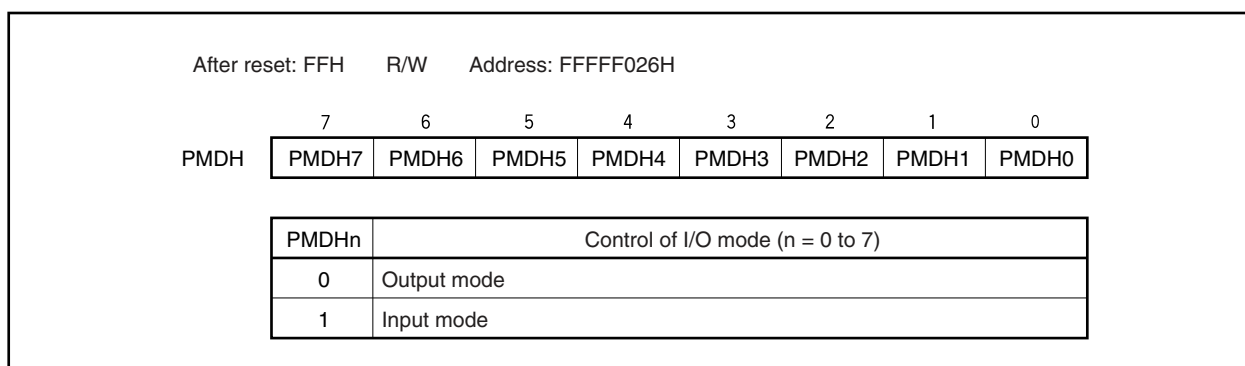 After reset: FFH R/W Address: FFFFF026H
7 6 5 4 3 2 1 0
PMDH PMDH7 PMDH6 PMDH5 PMDH4 PMDH3 PMDH2 PMDH1 PMDH0
PMDHn Control of I/O mode (n = 0 to 7)
0 Output mode
1 Input mode